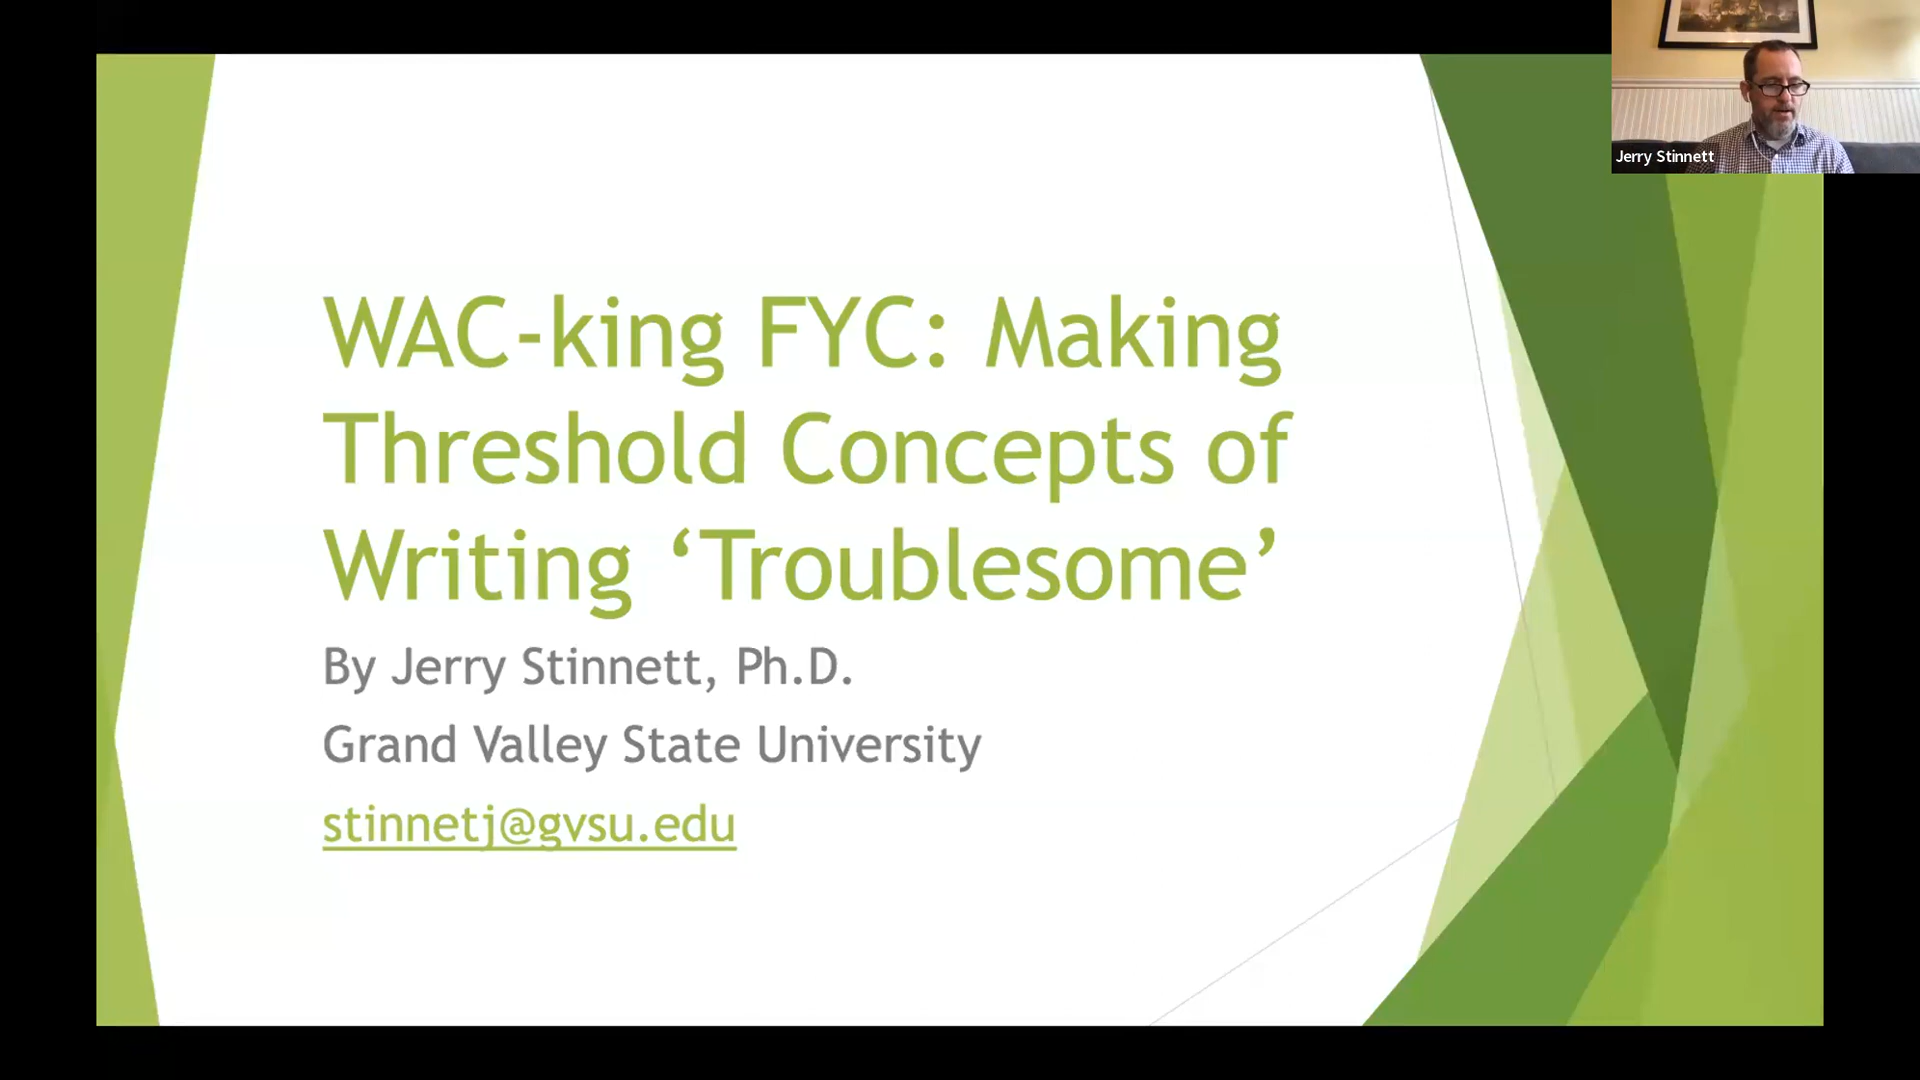 WAC-king FYC: Making
Threshold Concepts of
Writing ‘Troublesome’
By Jerry Stinnett, Ph.D.
Grand Valley State University
stinnetj@gvsu.edu
Jerry Stinnett